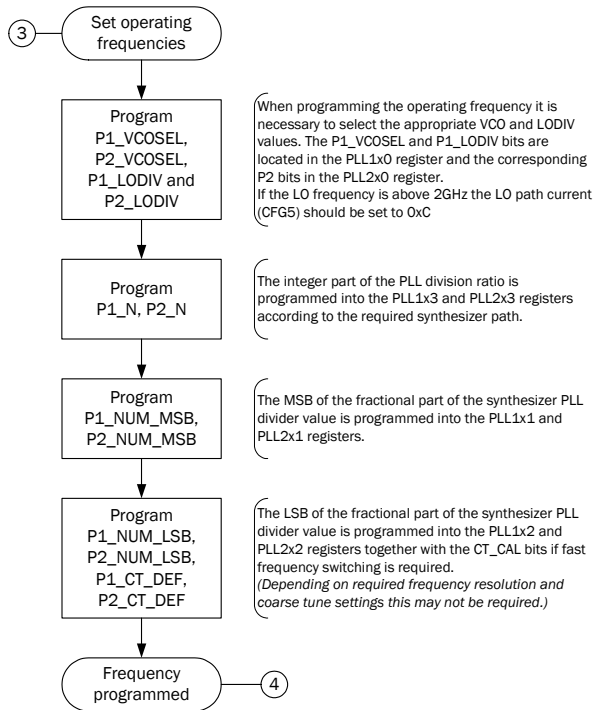 3
Set operating
frequencies
Program
P1_VCOSEL,
P2_VCOSEL,
P1_LODIV and
P2_LODIV
When programming the operating frequency it is
necessary to select the appropriate VCO and LODIV
values. The P1_VCOSEL and P1_LODIV bits are
located in the PLL1x0 register and the corresponding
P2 bits in the PLL2x0 register.
If the LO frequency is above 2GHz the LO path current
(CFG5) should be set to 0xC
Program
P1_N, P2_N
The integer part of the PLL division ratio is
programmed into the PLL1x3 and PLL2x3 registers
according to the required synthesizer path.
Program
P1_NUM_MSB,
P2_NUM_MSB
The MSB of the fractional part of the synthesizer PLL
divider value is programmed into the PLL1x1 and
PLL2x1 registers.
Program
P1_NUM_LSB,
P2_NUM_LSB,
P1_CT_DEF,
P2_CT_DEF
The LSB of the fractional part of the synthesizer PLL
divider value is programmed into the PLL1x2 and
PLL2x2 registers together with the CT_CAL bits if fast
frequency switching is required.
(Depending on required frequency resolution and
coarse tune settings this may not be required.)
Frequency
programmed
4